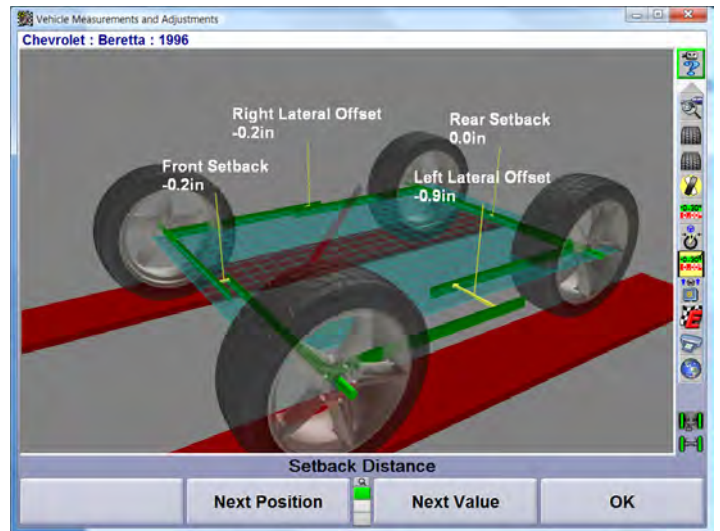 Vehicle Measurements and Adjustments
Chevrolet : Beretta : 1996
Right Lateral Offset
-0.2in
Rear Setback
0.0in
Front Setback
-0.2in
Left Lateral Offset
-0.9in
Setback Distance
Next Position
Next Value
OK